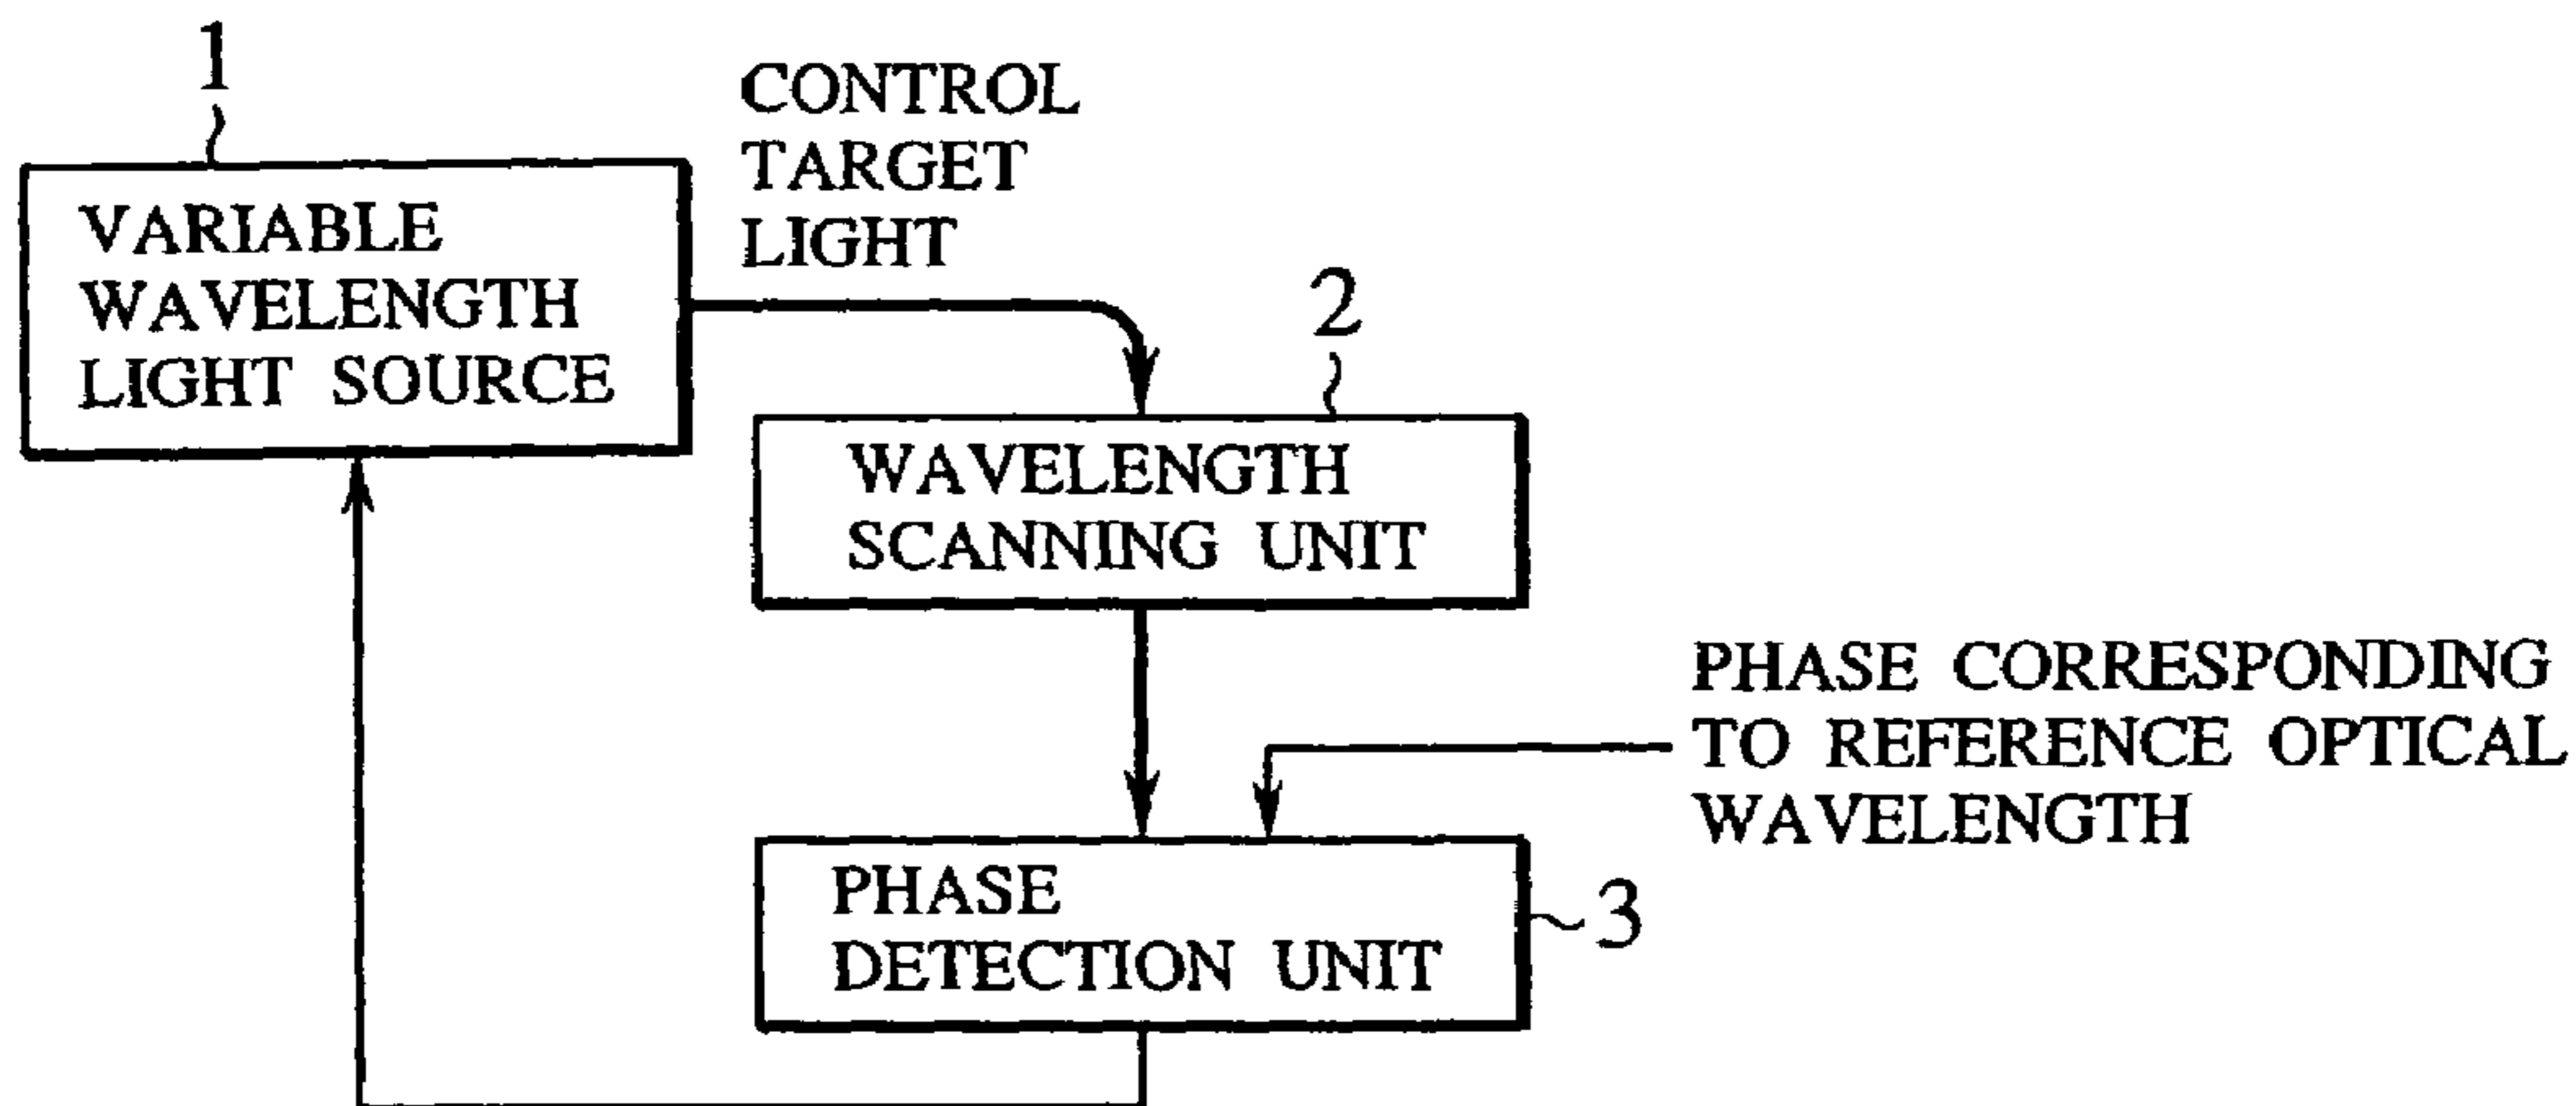 1
CONTROL
TARGET
LIGHT
VARIABLE
WAVELENGTH
LIGHT SOURCE
2
WAVELENGTH
SCANNING UNIT
PHASE CORRESPONDING
TO REFERENCE OPTICAL
WAVELENGTH
PHASE
DETECTION UNIT
3